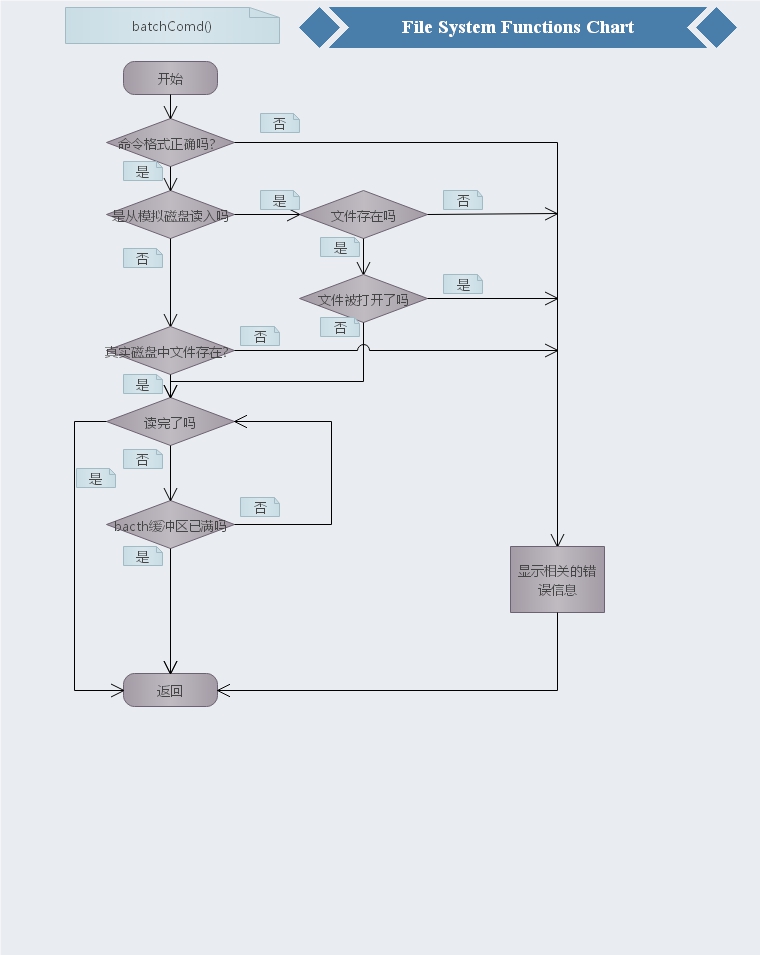 batchComd()
File System Functions Chart
开始
否
命令格式正确吗?
是
是
否
是从模拟磁盘读入吗
文件存在吗
是
否
是
文件被打开了吗
否
否
真实磁盘中文件存在?
是
读完了吗
否
是
否
bacth缓冲区已满吗
是
显示相关的错
误信息
返回